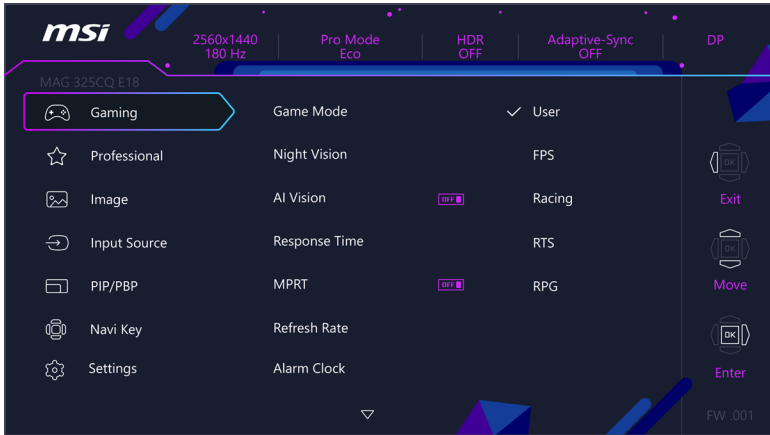 msi
2560x1440
180 Hz
Pro Mode
Eco
HDR
OFF
Adaptive-Sync
OFF
DP
MAG 325CQ E18
Gaming
Game Mode
User
Professional
Night Vision
FPS
OK
Image
AI Vision
OFF
Racing
Exit
Input Source
Response Time
RTS
OK
PIP/PBP
MPRT
OFF
RPG
Move
Navi Key
Refresh Rate
OK
Settings
Alarm Clock
Enter
FW .001